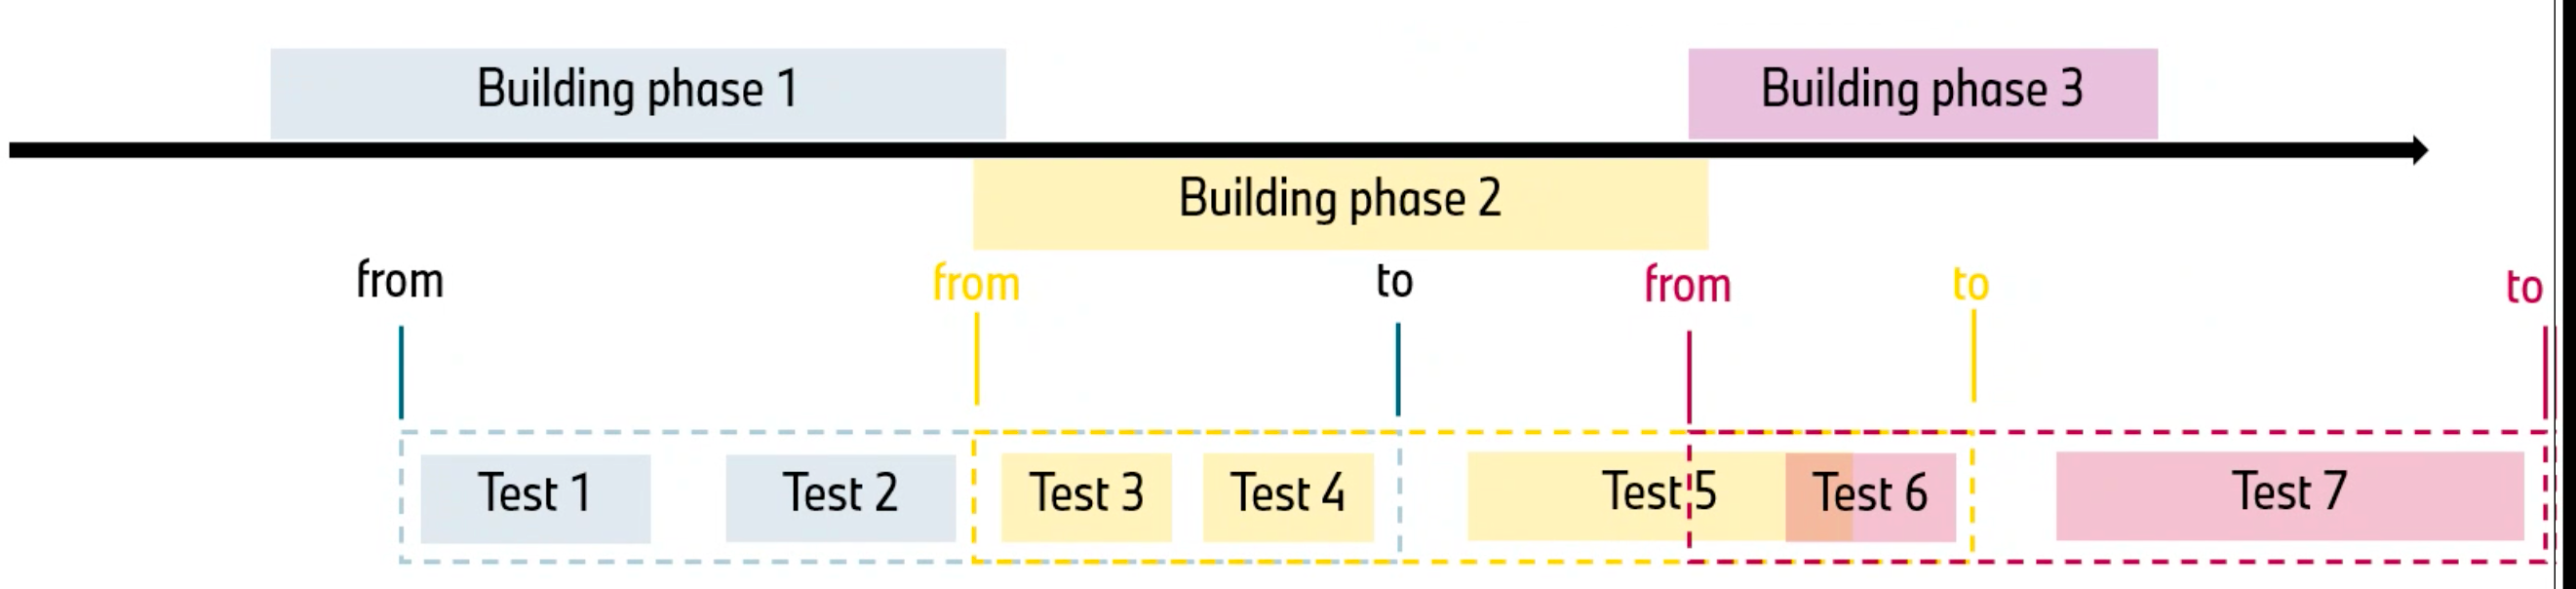 Building phase 1
Building phase 3
Building phase 2
from
from
to
from
to
to
Test 1
Test 2
Test 3
Test 4
Test 5
Test 6
Test 7